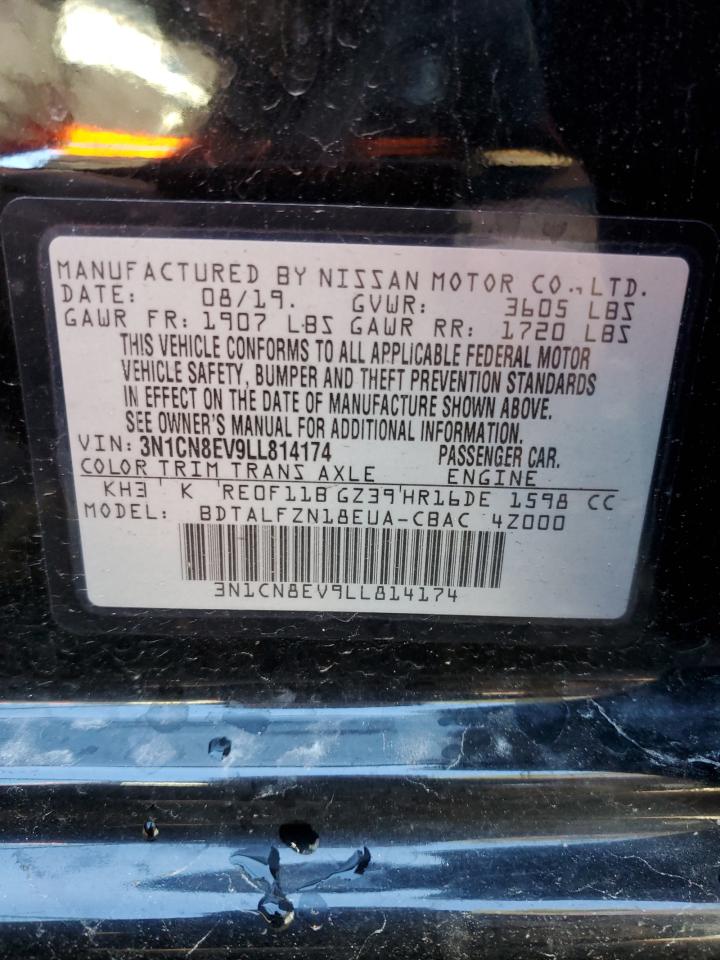 MANUFACTURED BY NISSAN MOTOR CO., LTD.
DATE: 08/19. GVWR: 3605 LBS
GAWR FR: 1907 LBS GAWR RR: 1720 LBS
THIS VEHICLE CONFORMS TO ALL APPLICABLE FEDERAL MOTOR
VEHICLE SAFETY, BUMPER AND THEFT PREVENTION STANDARDS
IN EFFECT ON THE DATE OF MANUFACTURE SHOWN ABOVE.
SEE OWNER'S MANUAL FOR ADDITIONAL INFORMATION.
VIN: 3N1CN8EV9LL814174 PASSENGER CAR.
COLOR TRIM TRANS AXLE ENGINE
KH3 K RE0F11B GZ39 HR16DE 1598 CC
MODEL: BDTALFZN18EUA-CBAC 4Z000
3N1CN8EV9LL814174